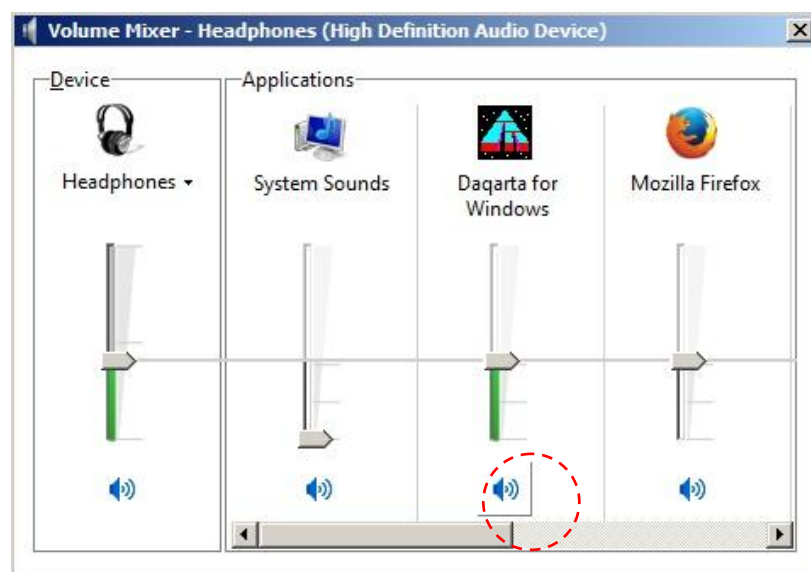 Volume Mixer - Headphones (High Definition Audio Device)
Device
Applications
Headphones
System Sounds
Daqarta for
Windows
Mozilla Firefox